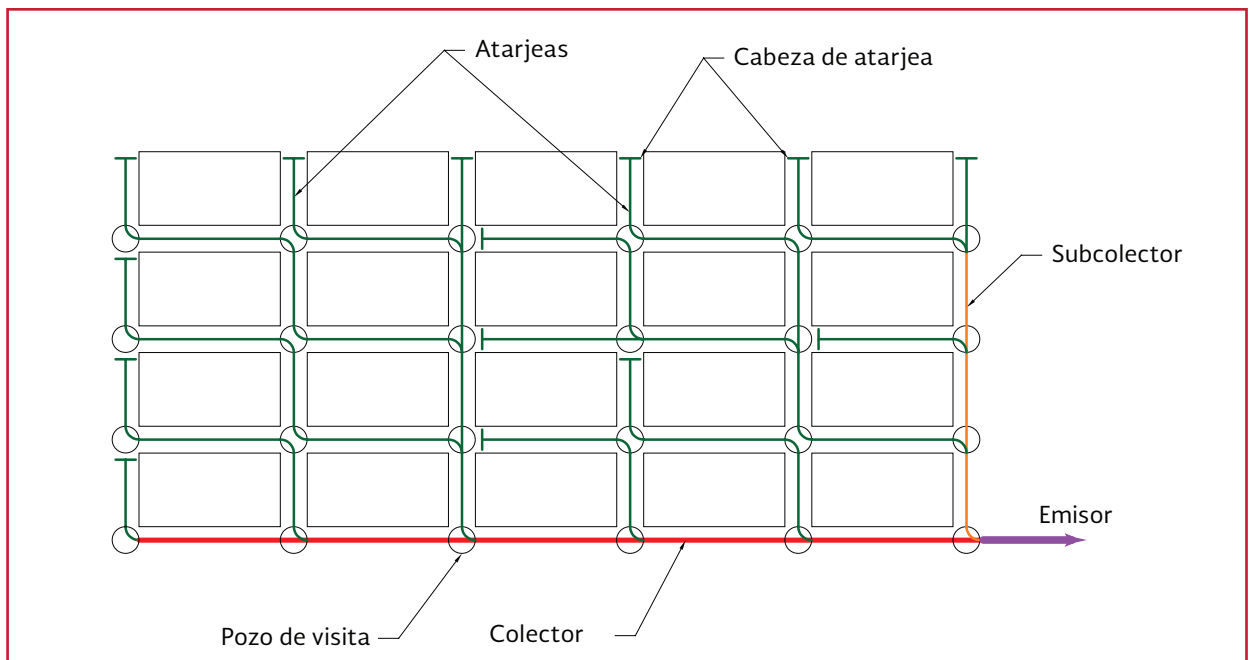 Atarjeas
Cabeza de atarjea
Subcolector
Emisor
Pozo de visita
Colector